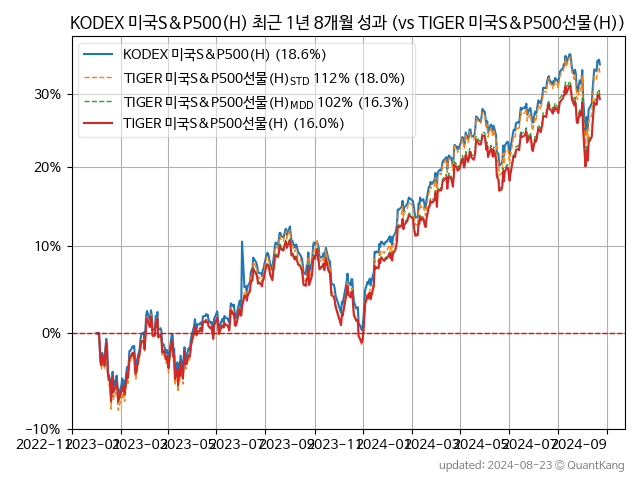 KODEX 미국S&P500(H) 최근 1년 8개월 성과 (vs TIGER 미국S&P500선물(H))
KODEX 미국S&P500(H) (18.6%)
TIGER 미국S&P500선물(H)STD 112% (18.0%)
TIGER 미국S&P500선물(H)MDD 102% (16.3%)
TIGER 미국S&P500선물(H) (16.0%)
30%
20%
10%
0%
-10%
2022-11 2023-01 2023-03 2023-05 2023-07 2023-09 2023-11 2024-01 2024-03 2024-05 2024-07 2024-09
updated: 2024-08-23 © QuantKang